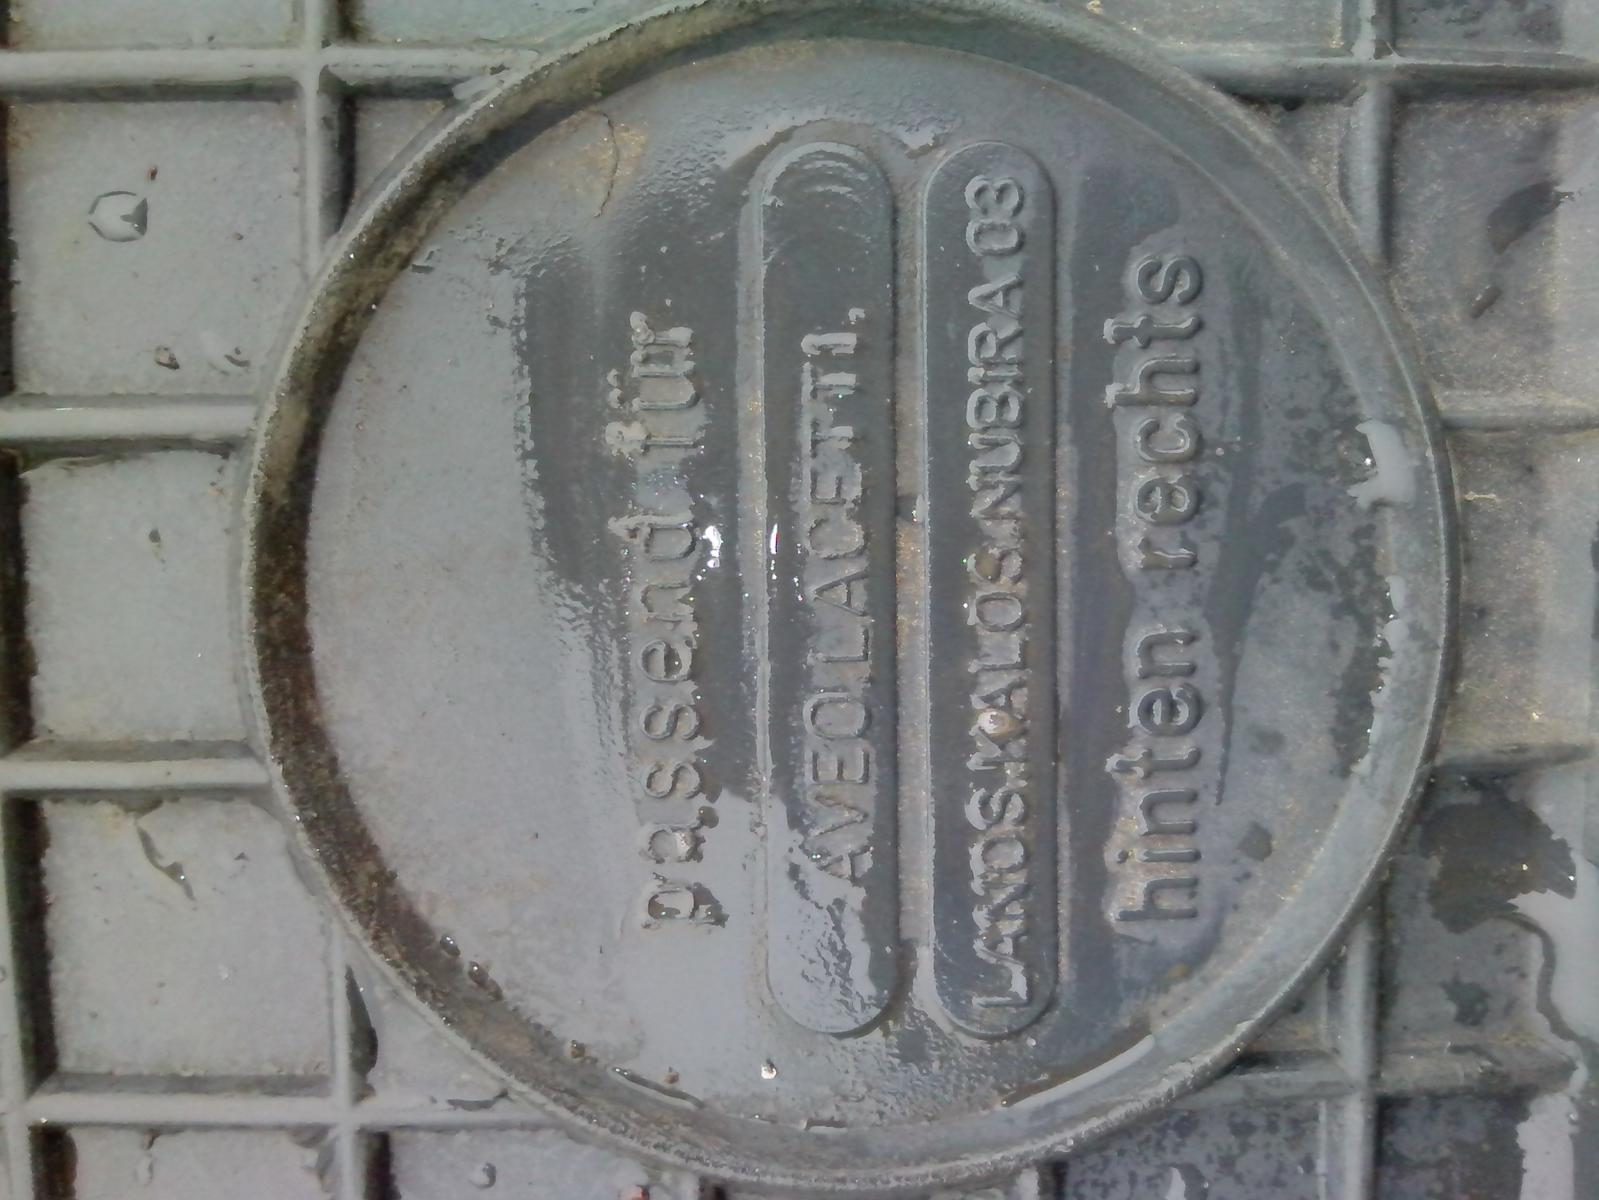 passend für
AVEO.LACETTI.
LANOS.KALOS.NUBIRA 03
hinten rechts